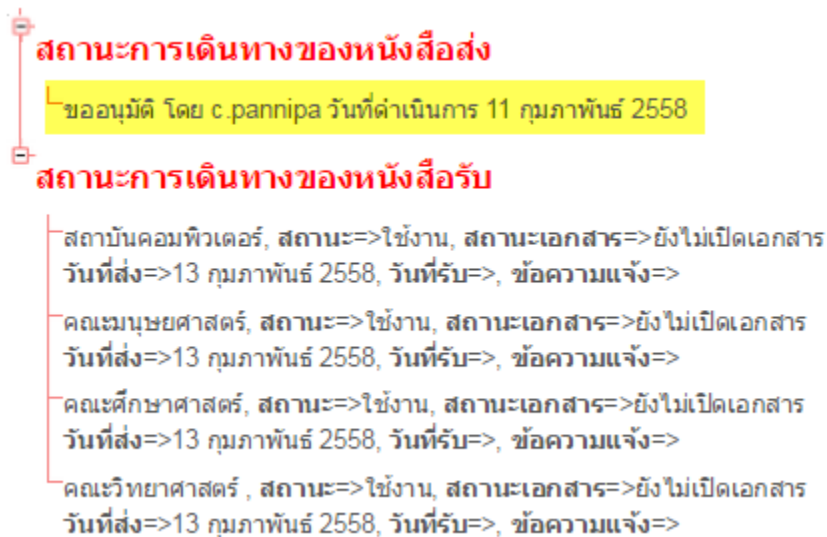 สถานะการเดินทางของหนังสือส่ง
ขออนุมัติ โดย c.pannipa วันที่ดำเนินการ 11 กุมภาพันธ์ 2558
สถานะการเดินทางของหนังสือรับ
สถาบันคอมพิวเตอร์, สถานะ=>ใช้งาน, สถานะเอกสาร=>ยังไม่เปิดเอกสาร
วันที่ส่ง=>13 กุมภาพันธ์ 2558, วันที่รับ=>, ข้อความแจ้ง=>
คณะมนุษยศาสตร์, สถานะ=>ใช้งาน, สถานะเอกสาร=>ยังไม่เปิดเอกสาร
วันที่ส่ง=>13 กุมภาพันธ์ 2558, วันที่รับ=>, ข้อความแจ้ง=>
คณะศึกษาศาสตร์, สถานะ=>ใช้งาน, สถานะเอกสาร=>ยังไม่เปิดเอกสาร
วันที่ส่ง=>13 กุมภาพันธ์ 2558, วันที่รับ=>, ข้อความแจ้ง=>
คณะวิทยาศาสตร์ , สถานะ=>ใช้งาน, สถานะเอกสาร=>ยังไม่เปิดเอกสาร
วันที่ส่ง=>13 กุมภาพันธ์ 2558, วันที่รับ=>, ข้อความแจ้ง=>